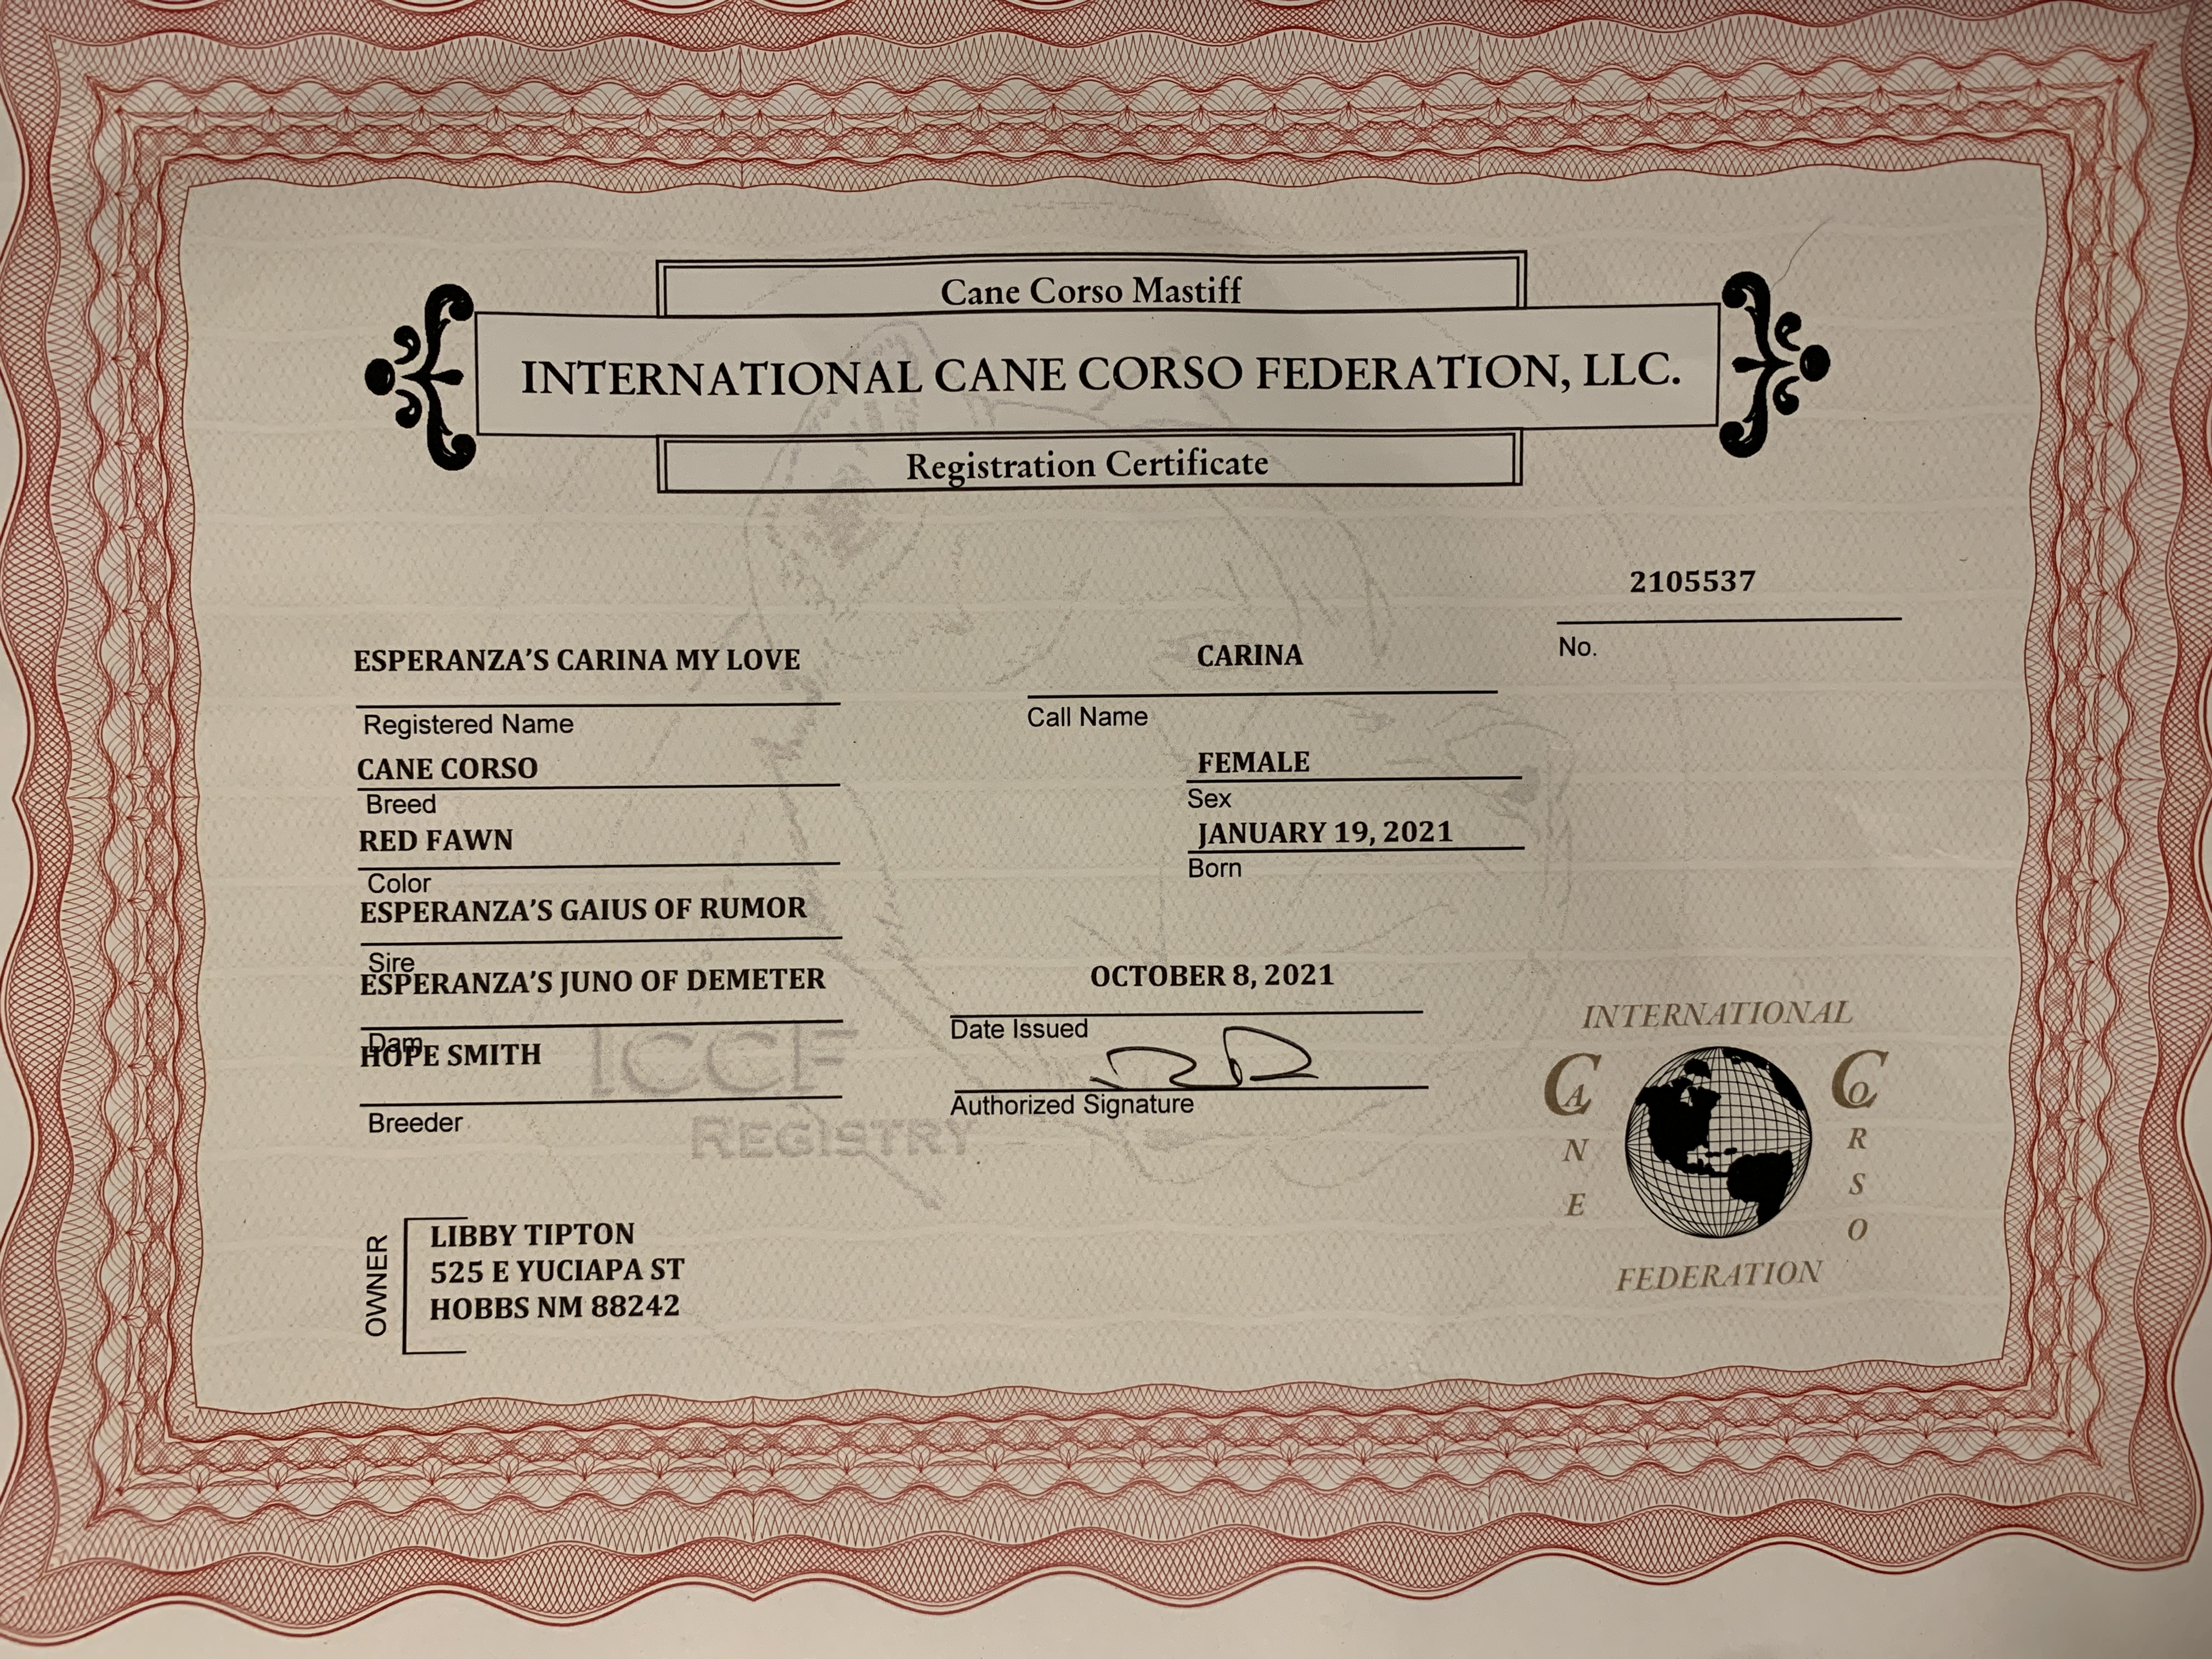 Cane Corso Mastiff
INTERNATIONAL CANE CORSO FEDERATION, LLC.
Registration Certificate
2105537
No.
ESPERANZA'S CARINA MY LOVE
Registered Name
CARINA
Call Name
CANE CORSO
Breed
FEMALE
Sex
RED FAWN
Color
JANUARY 19, 2021
Born
ESPERANZA'S GAIUS OF RUMOR
Sire
ESPERANZA'S JUNO OF DEMETER
Dam
OCTOBER 8, 2021
Date Issued
HOPE SMITH
Breeder
Authorized Signature
ICCF
REGISTRY
OWNER
LIBBY TIPTON
525 E YUCIAPA ST
HOBBS NM 88242
INTERNATIONAL
CANE
CORSO
FEDERATION